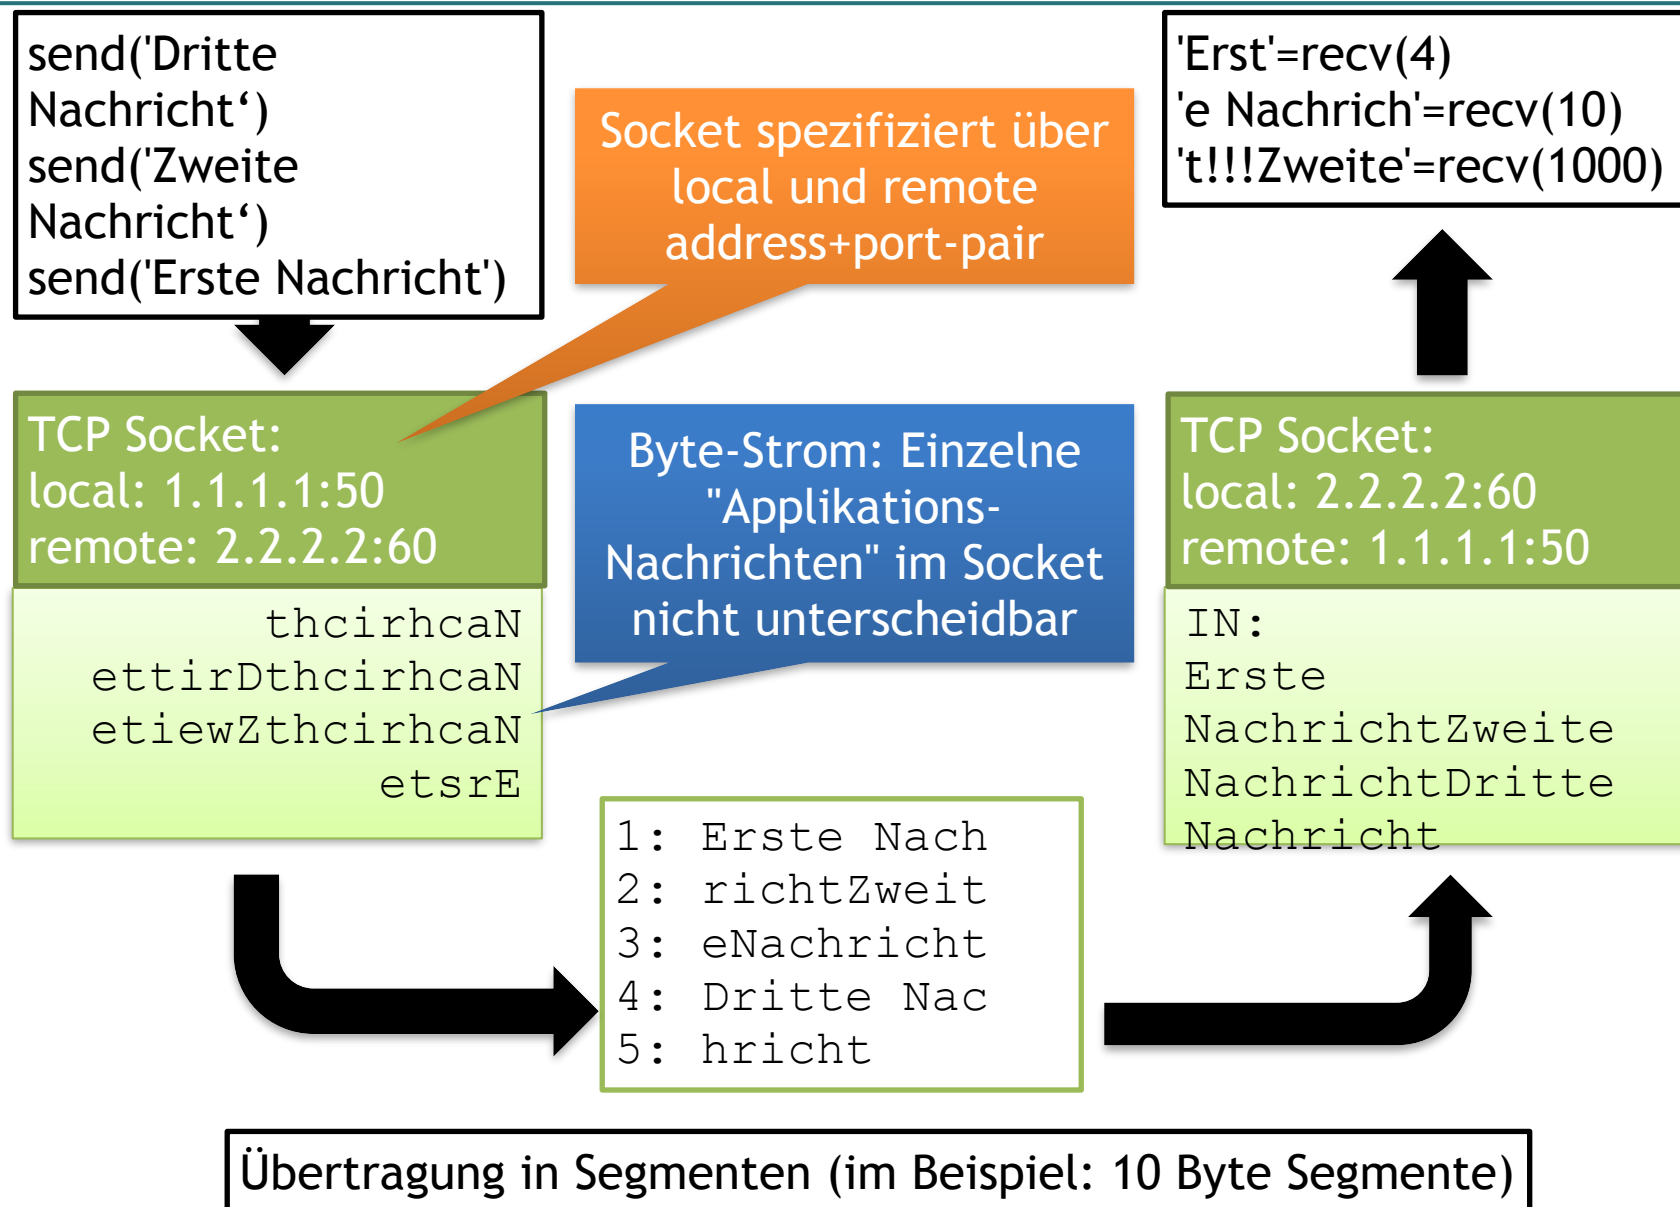 send('Dritte
Nachricht‘)
send('Zweite
Nachricht‘)
send('Erste Nachricht')
Socket spezifiziert über
local und remote
address+port-pair
'Erst'=recv(4)
'e Nachrich'=recv(10)
't!!!Zweite'=recv(1000)
TCP Socket:
local: 1.1.1.1:50
remote: 2.2.2.2:60
thcirhcaN
ettirDthcirhcaN
etiewZthcirhcaN
etsrE
Byte-Strom: Einzelne
"Applikations-
Nachrichten" im Socket
nicht unterscheidbar
TCP Socket:
local: 2.2.2.2:60
remote: 1.1.1.1:50
IN:
Erste
NachrichtZweite
NachrichtDritte
Nachricht
1: Erste Nach
2: richtZweit
3: eNachricht
4: Dritte Nac
5: hricht
Übertragung in Segmenten (im Beispiel: 10 Byte Segmente)